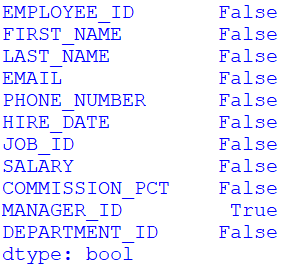 EMPLOYEE_ID False
FIRST_NAME False
LAST_NAME False
EMAIL False
PHONE_NUMBER False
HIRE_DATE False
JOB_ID False
SALARY False
COMMISSION_PCT False
MANAGER_ID True
DEPARTMENT_ID False
dtype: bool